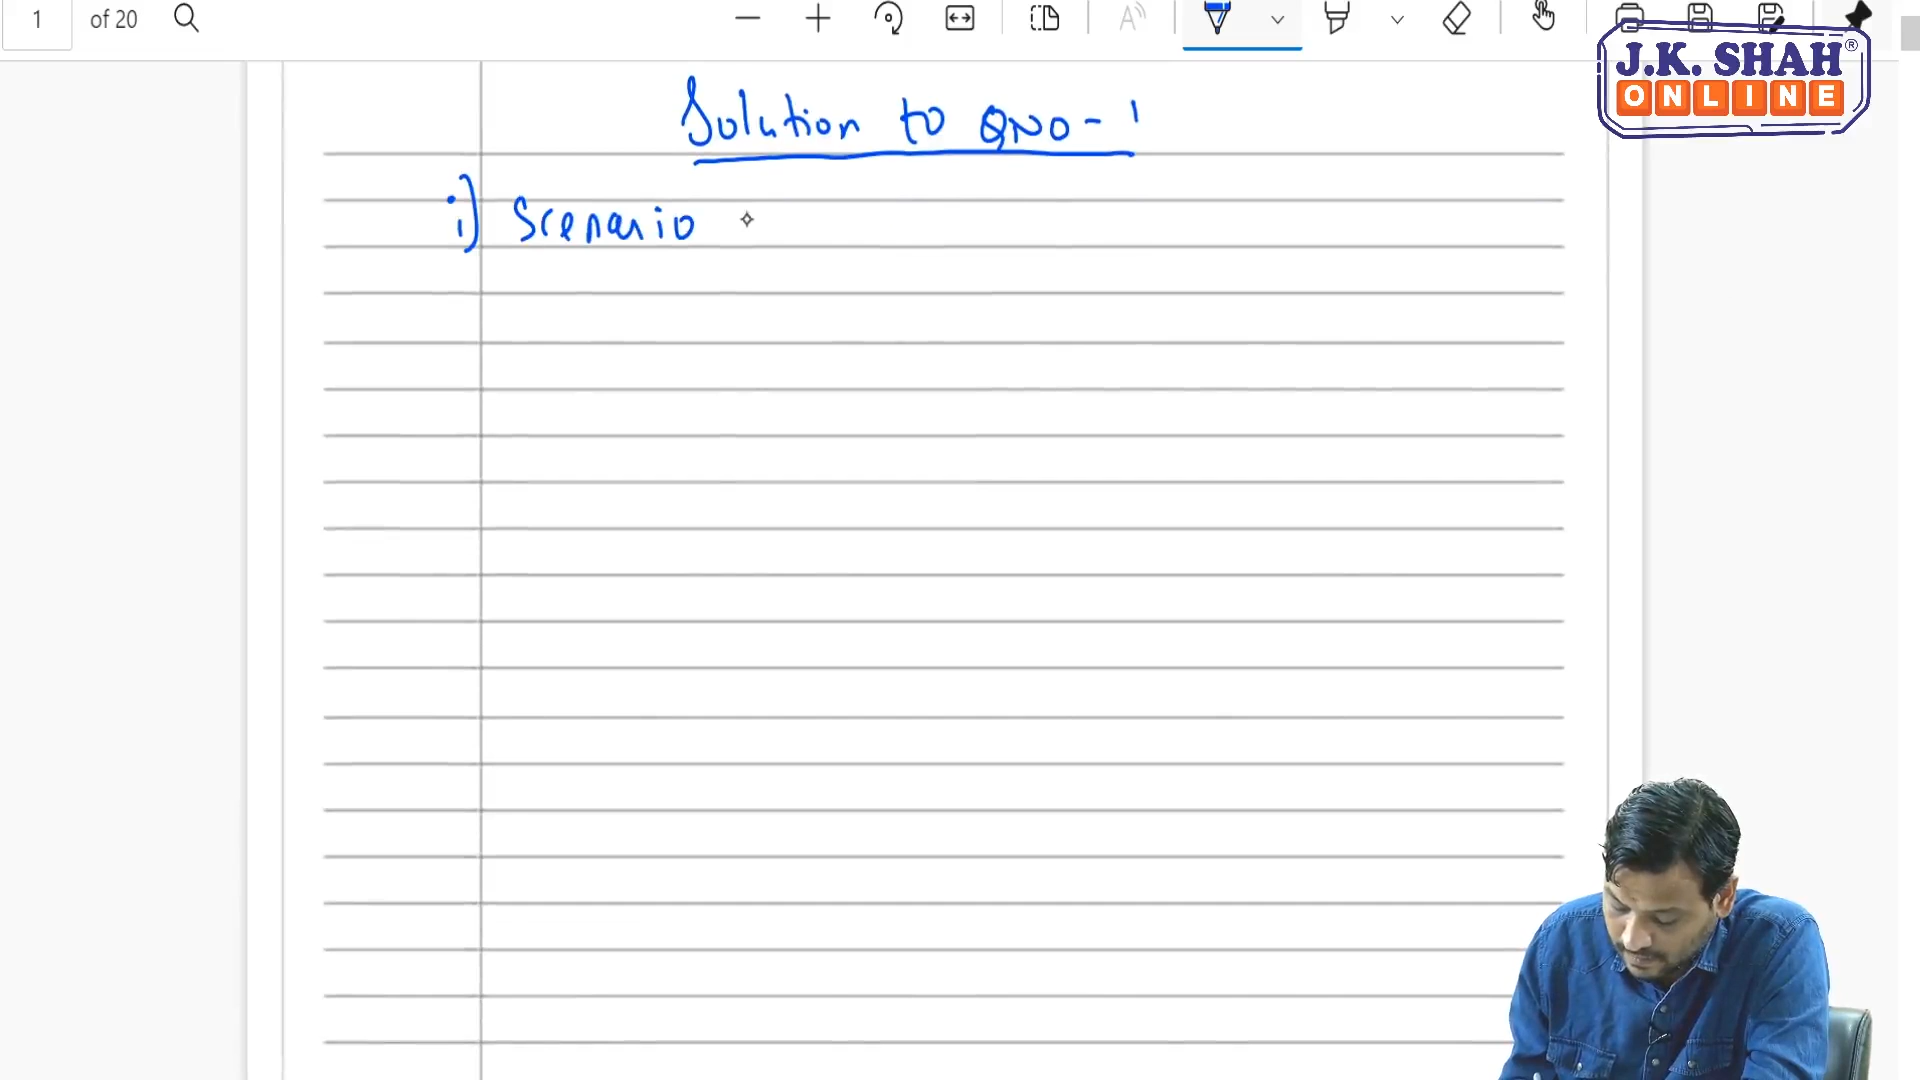 1 of 20
J.K. SHAH®
ONLINE
Solution to QNO-1
i) Scenario